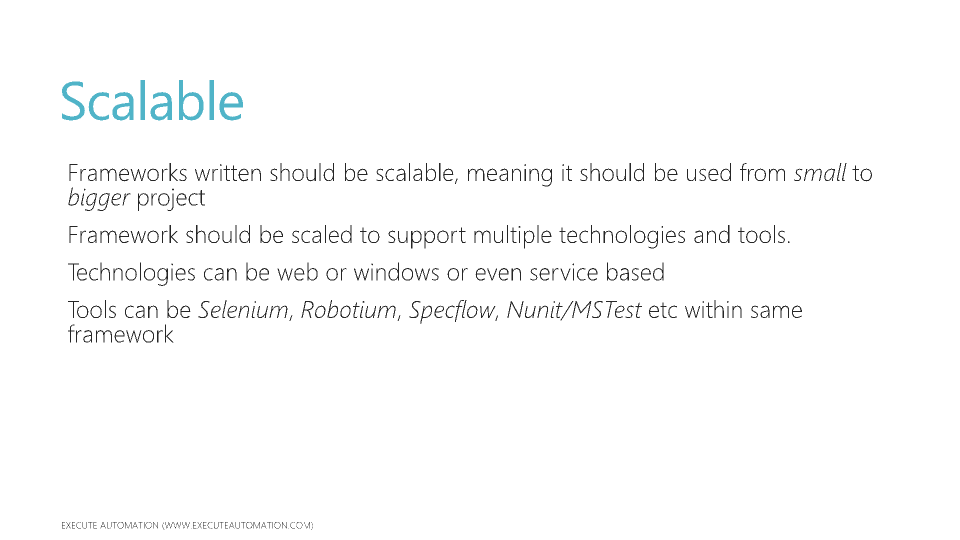 Scalable
Frameworks written should be scalable, meaning it should be used from small to
bigger project
Framework should be scaled to support multiple technologies and tools.
Technologies can be web or windows or even service based
Tools can be Selenium, Robotium, Specflow, Nunit/MSTest etc within same
framework
EXECUTE AUTOMATION (WWW.EXECUTEAUTOMATION.COM)